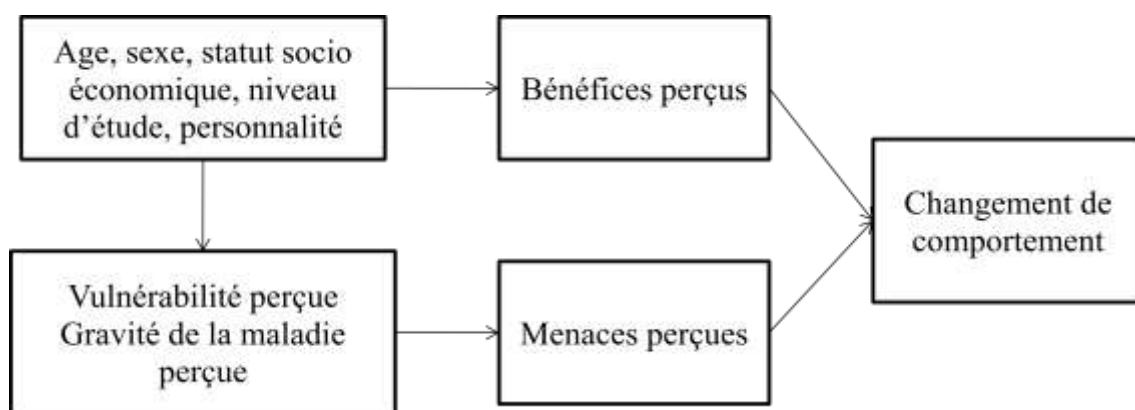 Age, sexe, statut socio
économique, niveau
d’étude, personnalité
Bénéfices perçus
Changement de
comportement
Vulnérabilité perçue
Gravité de la maladie
perçue
Menaces perçues